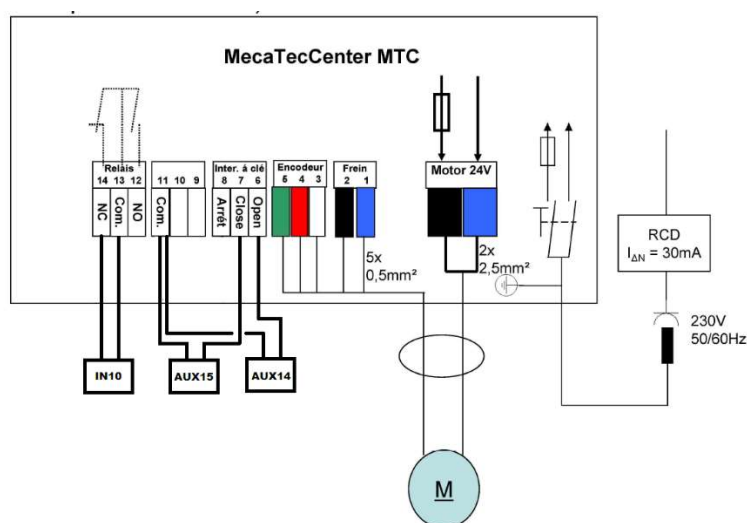 MecaTecCenter MTC
Relais
14 13 12
NC
Com.
NO
11 10 9
Com.
Inter. à clé
8 7 6
Arrêt
Close
Open
Encodeur
5 4 3
Frein
2 1
Motor 24V
5x
0,5mm²
2x
2,5mm²
RCD
IΔN = 30mA
230V
50/60Hz
IN10
AUX15
AUX14
M